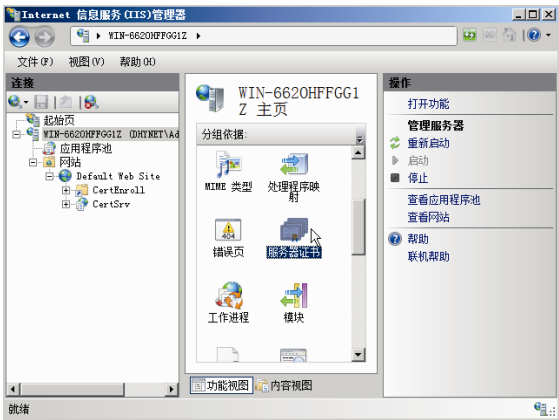 Internet 信息服务(IIS)管理器
WIN-6620HFFGG1Z
文件(F) 视图(V) 帮助(H)
连接
起始页
WIN-6620HFFGG1Z (DHYNET\Ad
应用程序池
网站
Default Web Site
CertEnroll
CertSrv
WIN-6620HFFGG1
Z 主页
分组依据:
MIME 类型
处理程序映
射
404
错误页
服务器证书
工作进程
模块
功能视图
内容视图
操作
打开功能
管理服务器
重新启动
启动
停止
查看应用程序池
查看网站
帮助
联机帮助
就绪